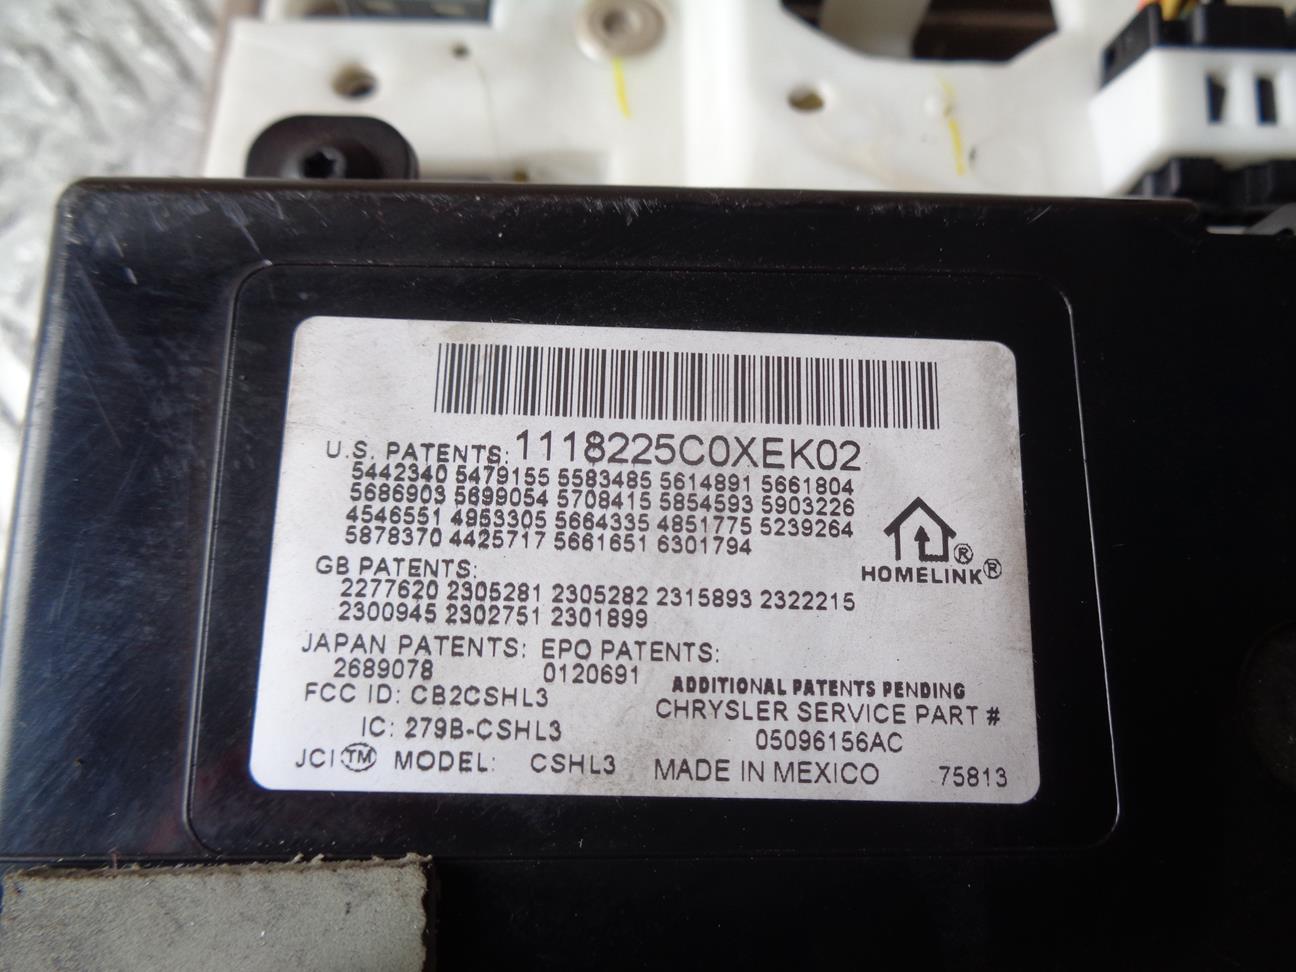 U.S. PATENTS: 1118225C0XEK02
5442340 5479155 5583485 5614891 5661804
5686903 5699054 5708415 5854593 5903226
4546551 4953305 5664335 4851775 5239264
5878370 4425717 5661651 6301794
HOMELINK®
GB PATENTS:
2277620 2305281 2305282 2315893 2322215
2300945 2302751 2301899
JAPAN PATENTS: EPO PATENTS:
2689078 0120691
ADDITIONAL PATENTS PENDING
FCC ID: CB2CSHL3
CHRYSLER SERVICE PART #
IC: 279B-CSHL3
05096156AC
JCI TM MODEL: CSHL3 MADE IN MEXICO 75813